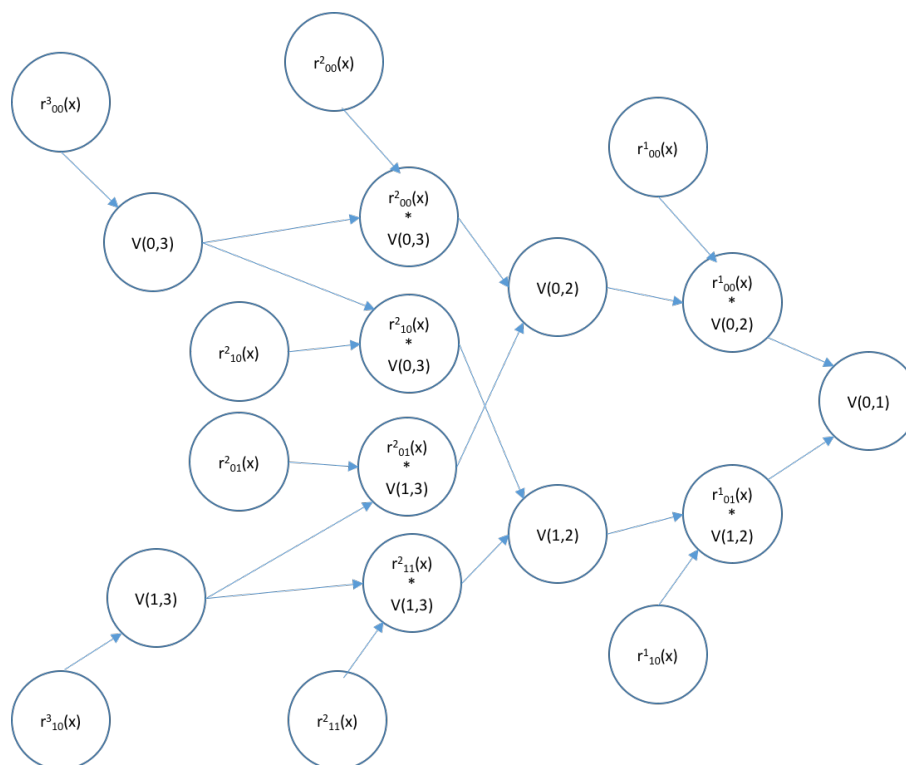 r²₀₀(x)
r³₀₀(x)
r¹₀₀(x)
r²₀₀(x)
*
V(0,3)
V(0,3)
r¹₀₀(x)
*
V(0,2)
V(0,2)
r²₁₀(x)
*
V(0,3)
r²₁₀(x)
V(0,1)
r²₀₁(x)
r²₀₁(x)
*
V(1,3)
r¹₀₁(x)
*
V(1,2)
V(1,2)
r²₁₁(x)
*
V(1,3)
V(1,3)
r¹₁₀(x)
r³₁₀(x)
r²₁₁(x)